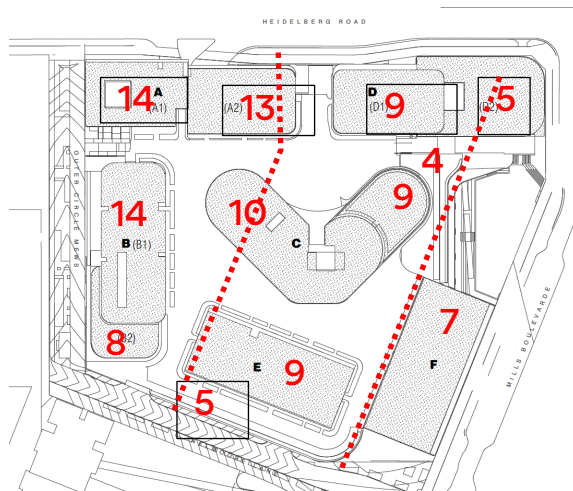 HEIDELBERG ROAD
14 A (A1)
(A2) 13
D (D1) 9
(D2) 5
4
OUTER CIRCLE MEWS
14
B (B1)
10
9
C
8
7
F
E 9
5
MILLS BOULEVARDE